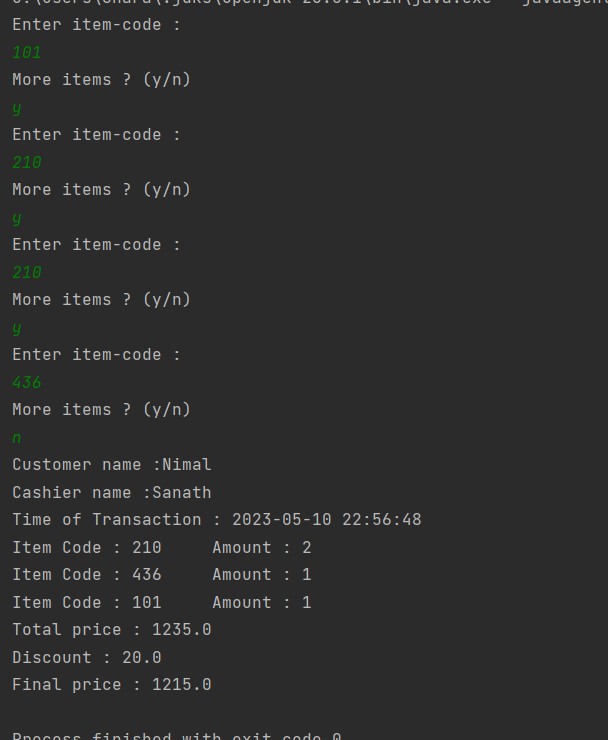 Enter item-code :
101
More items ? (y/n)
y
Enter item-code :
210
More items ? (y/n)
y
Enter item-code :
210
More items ? (y/n)
y
Enter item-code :
436
More items ? (y/n)
n
Customer name :Nimal
Cashier name :Sanath
Time of Transaction : 2023-05-10 22:56:48
Item Code : 210     Amount : 2
Item Code : 436     Amount : 1
Item Code : 101     Amount : 1
Total price : 1235.0
Discount : 20.0
Final price : 1215.0
Process finished with exit code 0